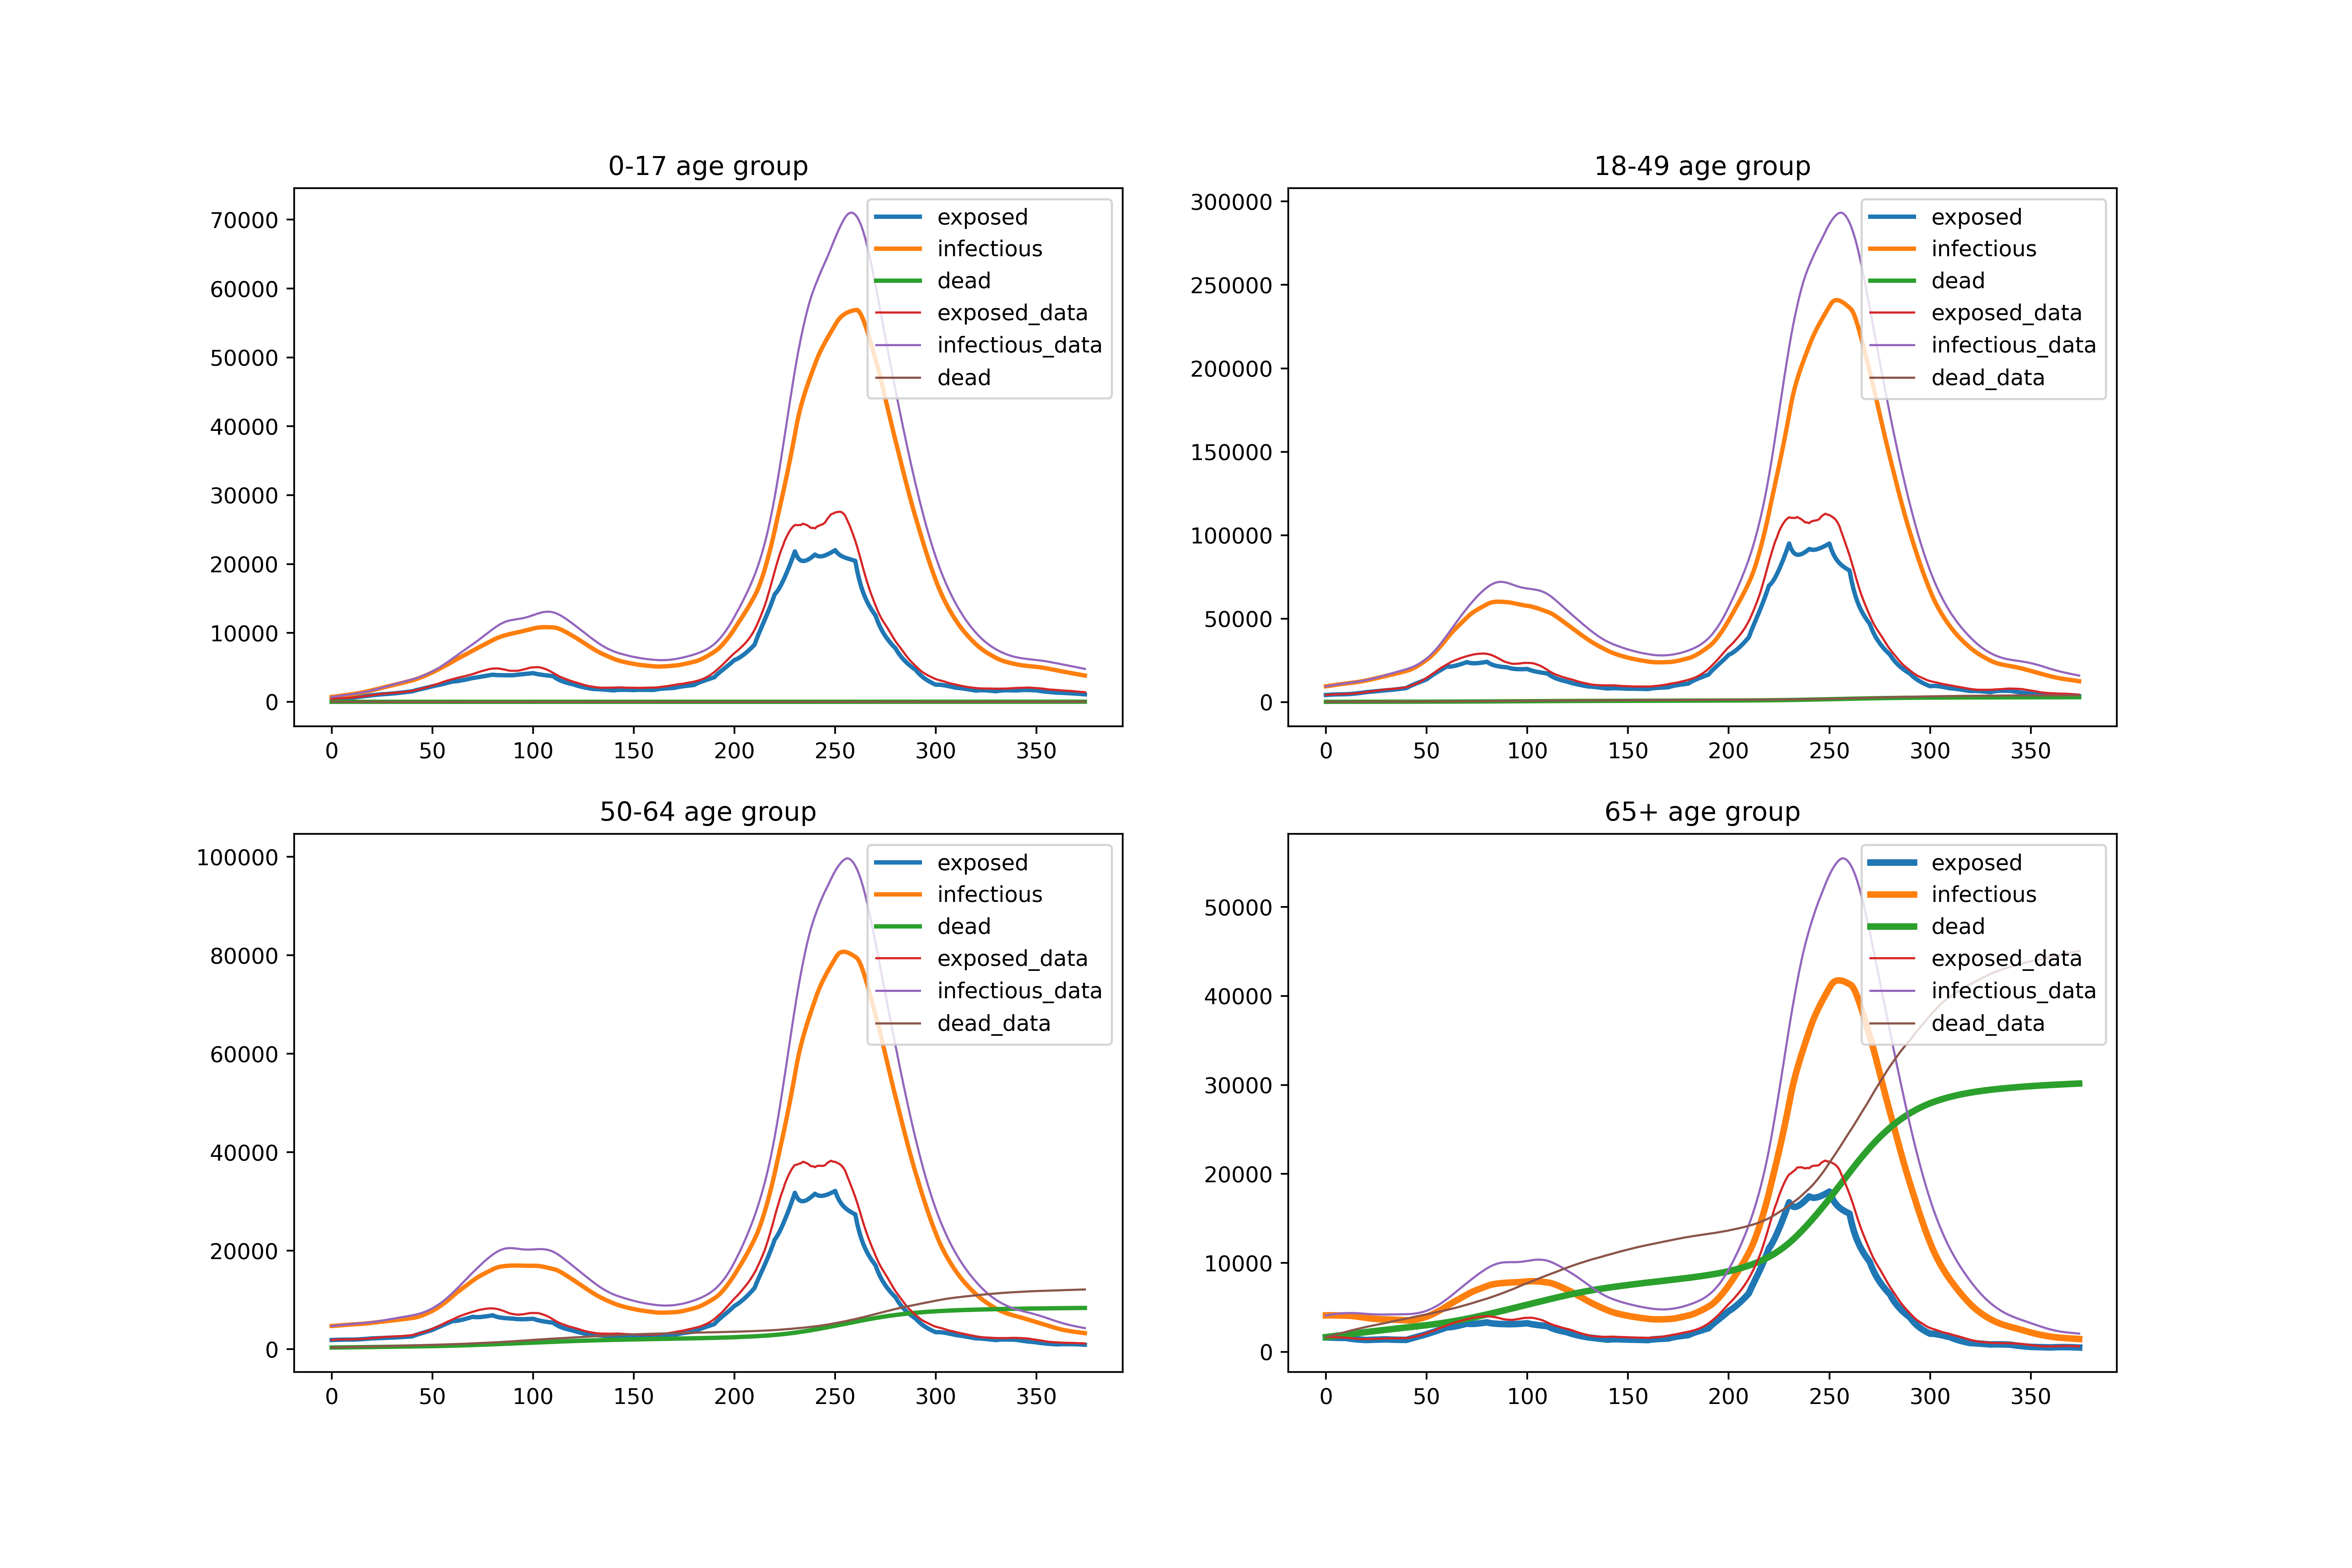 0-17 age group
70000
60000
50000
40000
30000
20000
10000
0
0 50 100 150 200 250 300 350
exposed
infectious
dead
exposed_data
infectious_data
dead
18-49 age group
300000
250000
200000
150000
100000
50000
0
0 50 100 150 200 250 300 350
exposed
infectious
dead
exposed_data
infectious_data
dead_data
50-64 age group
100000
80000
60000
40000
20000
0
0 50 100 150 200 250 300 350
exposed
infectious
dead
exposed_data
infectious_data
dead_data
65+ age group
50000
40000
30000
20000
10000
0
0 50 100 150 200 250 300 350
exposed
infectious
dead
exposed_data
infectious_data
dead_data